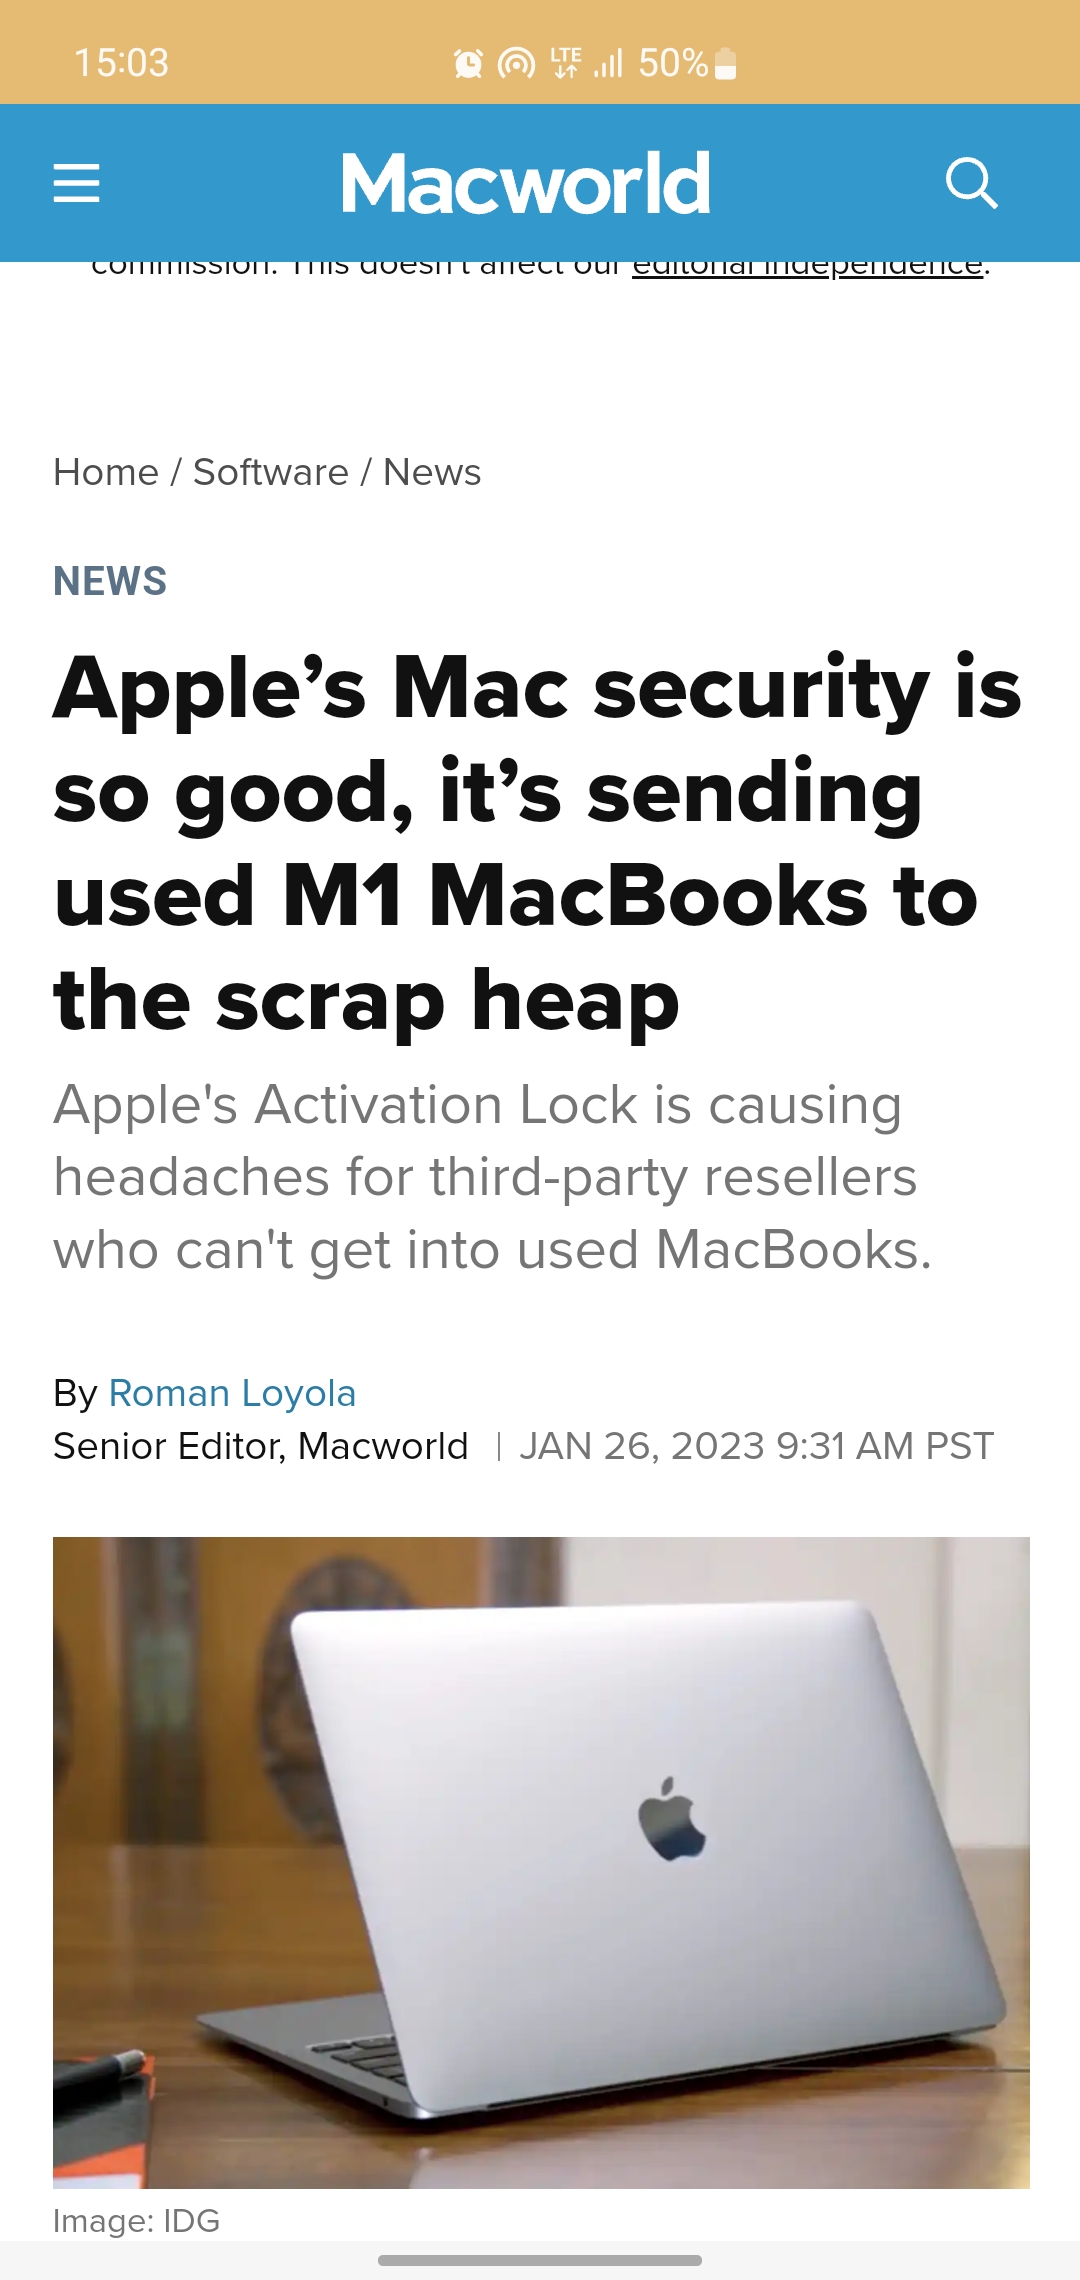 15:03
LTE
50%
Macworld
commission. This doesn't affect our editorial independence.
Home / Software / News
NEWS
Apple’s Mac security is
so good, it’s sending
used M1 MacBooks to
the scrap heap
Apple's Activation Lock is causing
headaches for third-party resellers
who can't get into used MacBooks.
By Roman Loyola
Senior Editor, Macworld | JAN 26, 2023 9:31 AM PST
Image: IDG